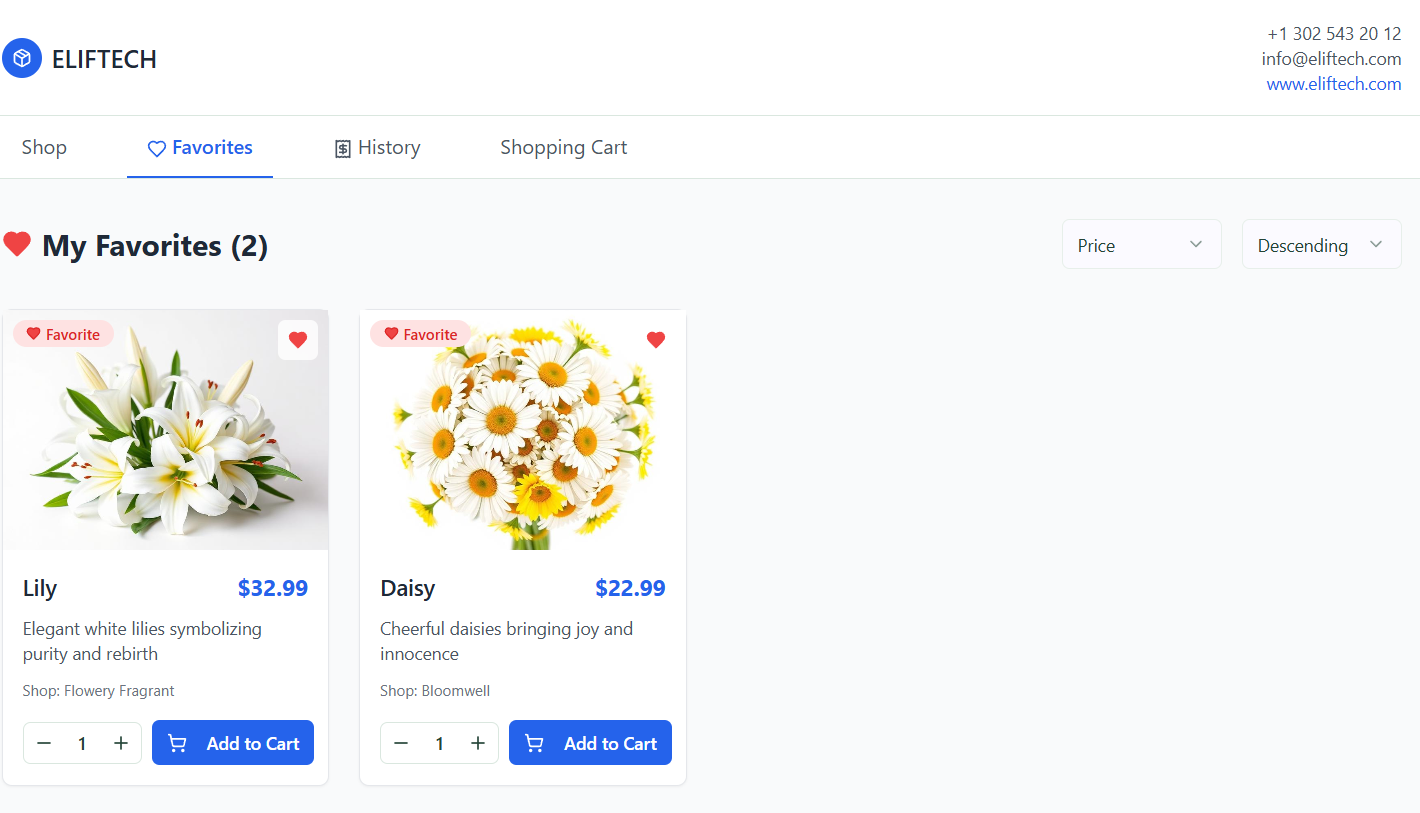 ELIFTECH
+1 302 543 20 12
info@eliftech.com
www.eliftech.com
Shop
Favorites
History
Shopping Cart
My Favorites (2)
Price
Descending
Favorite
Lily
$32.99
Elegant white lilies symbolizing
purity and rebirth
Shop: Flowery Fragrant
1
Add to Cart
Favorite
Daisy
$22.99
Cheerful daisies bringing joy and
innocence
Shop: Bloomwell
1
Add to Cart